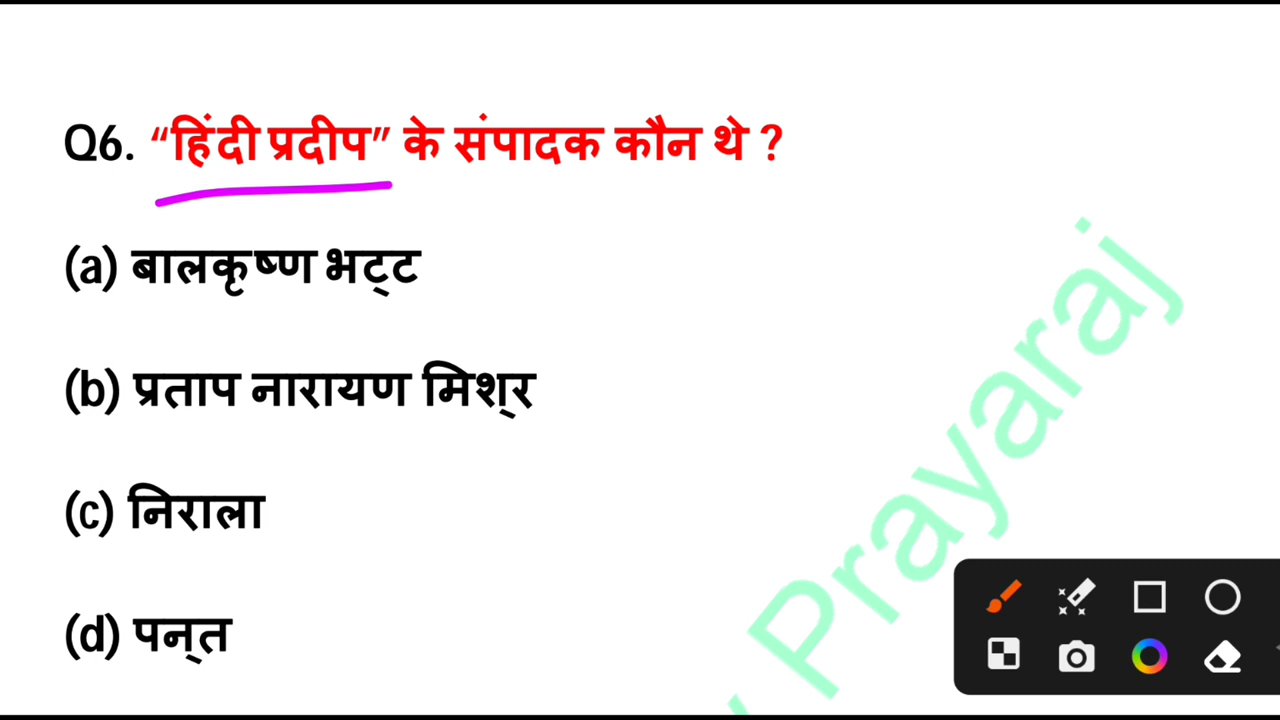 Q6. “हिंदी प्रदीप” के संपादक कौन थे ?
(a) बालकृष्ण भट्ट
(b) प्रताप नारायण मिश्र
(c) निराला
(d) पन्त
Prayaraj